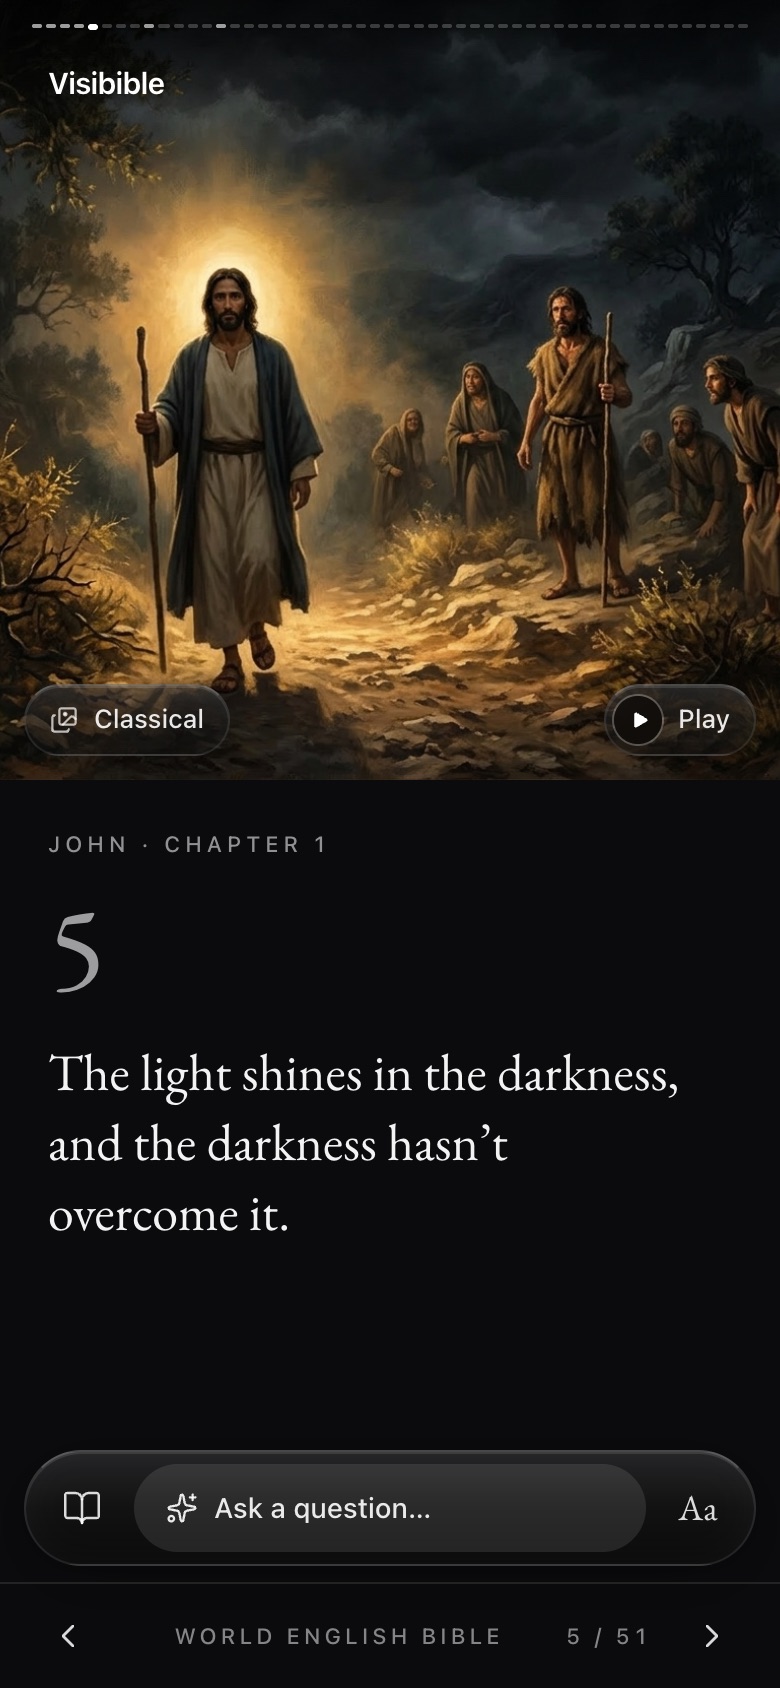 Visibible
Classical
Play
JOHN · CHAPTER 1
5
The light shines in the darkness,
and the darkness hasn’t
overcome it.
Ask a question...
Aa
WORLD ENGLISH BIBLE
5 / 51